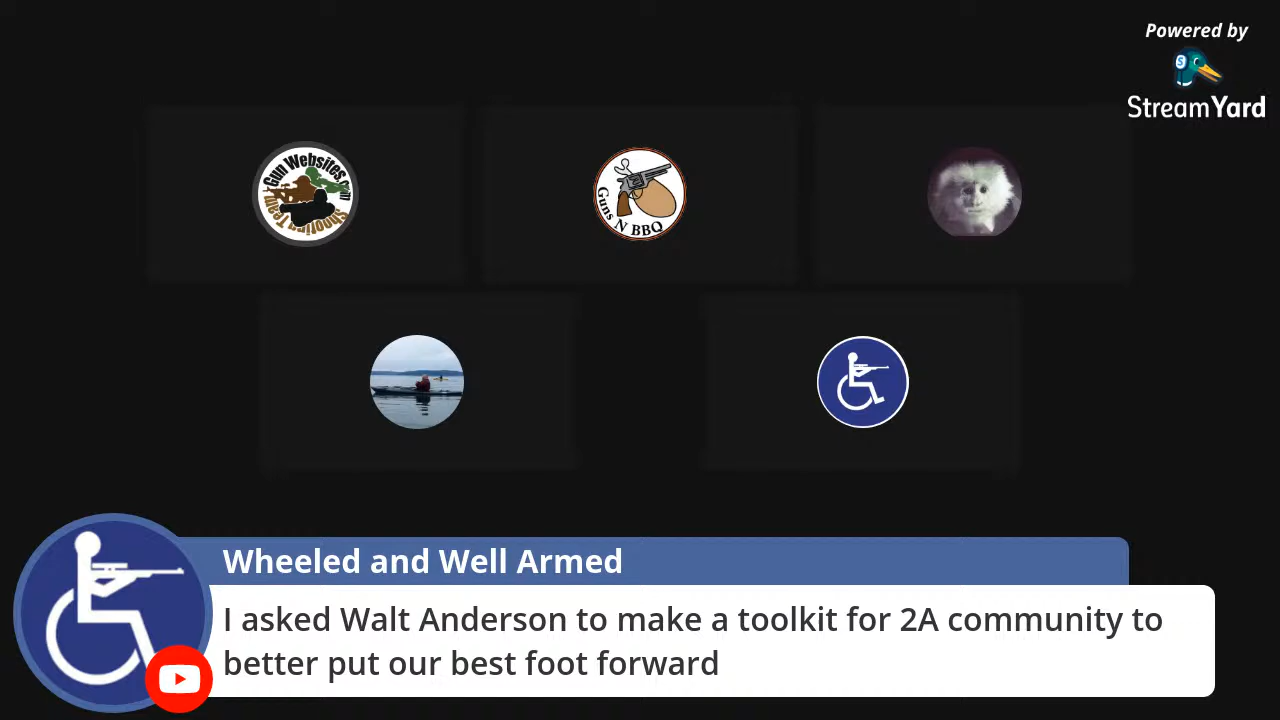 Powered by
StreamYard
Gun Websites.com
Shooting Team
Guns N BBQ
Wheeled and Well Armed
I asked Walt Anderson to make a toolkit for 2A community to
better put our best foot forward